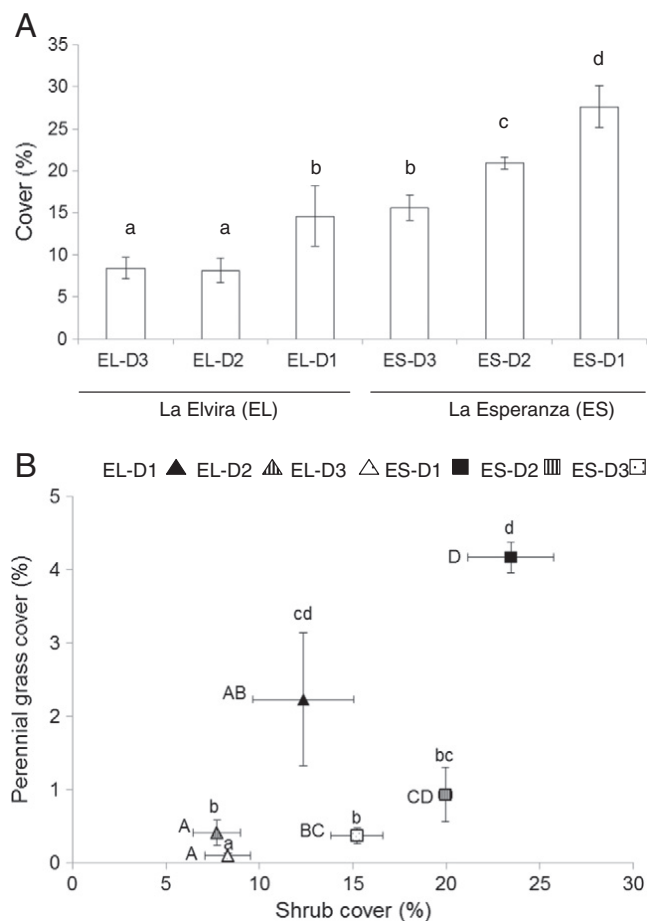 A
d
35
30
c
25
b
b
20
Cover (%)
15
a
a
10
5
0
EL-D3 EL-D2 EL-D1 ES-D3 ES-D2 ES-D1
La Elvira (EL) La Esperanza (ES)
B
EL-D1 EL-D2 EL-D3 ES-D1 ES-D2 ES-D3
5
d
D
4
cd
3
Perennial grass cover (%)
AB
2
bc
1
b
b
CD
A
BC
a
A
0
0 5 10 15 20 25 30
Shrub cover (%)